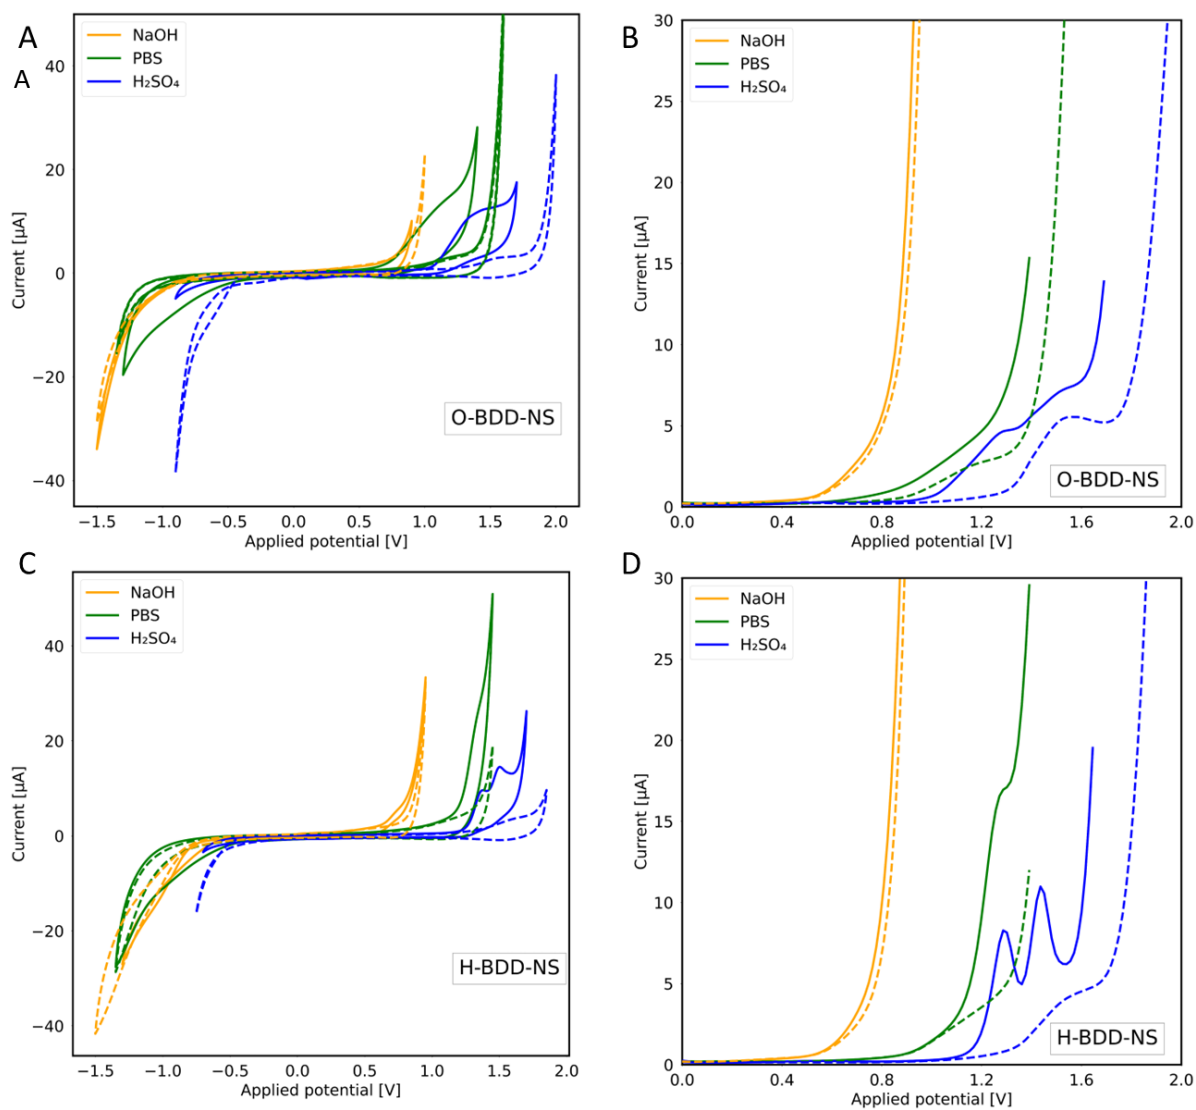 A
B
A
NaOH
PBS
H₂SO₄
40
20
0
−20
−40
Current [µA]
O-BDD-NS
−1.5 −1.0 −0.5 0.0 0.5 1.0 1.5 2.0
Applied potential [V]
NaOH
PBS
H₂SO₄
30
25
20
15
10
5
0
Current [µA]
O-BDD-NS
0.0 0.4 0.8 1.2 1.6 2.0
Applied potential [V]
C
D
NaOH
PBS
H₂SO₄
40
20
0
−20
−40
Current [µA]
H-BDD-NS
−1.5 −1.0 −0.5 0.0 0.5 1.0 1.5 2.0
Applied potential [V]
NaOH
PBS
H₂SO₄
30
25
20
15
10
5
0
Current [µA]
H-BDD-NS
0.0 0.4 0.8 1.2 1.6 2.0
Applied potential [V]